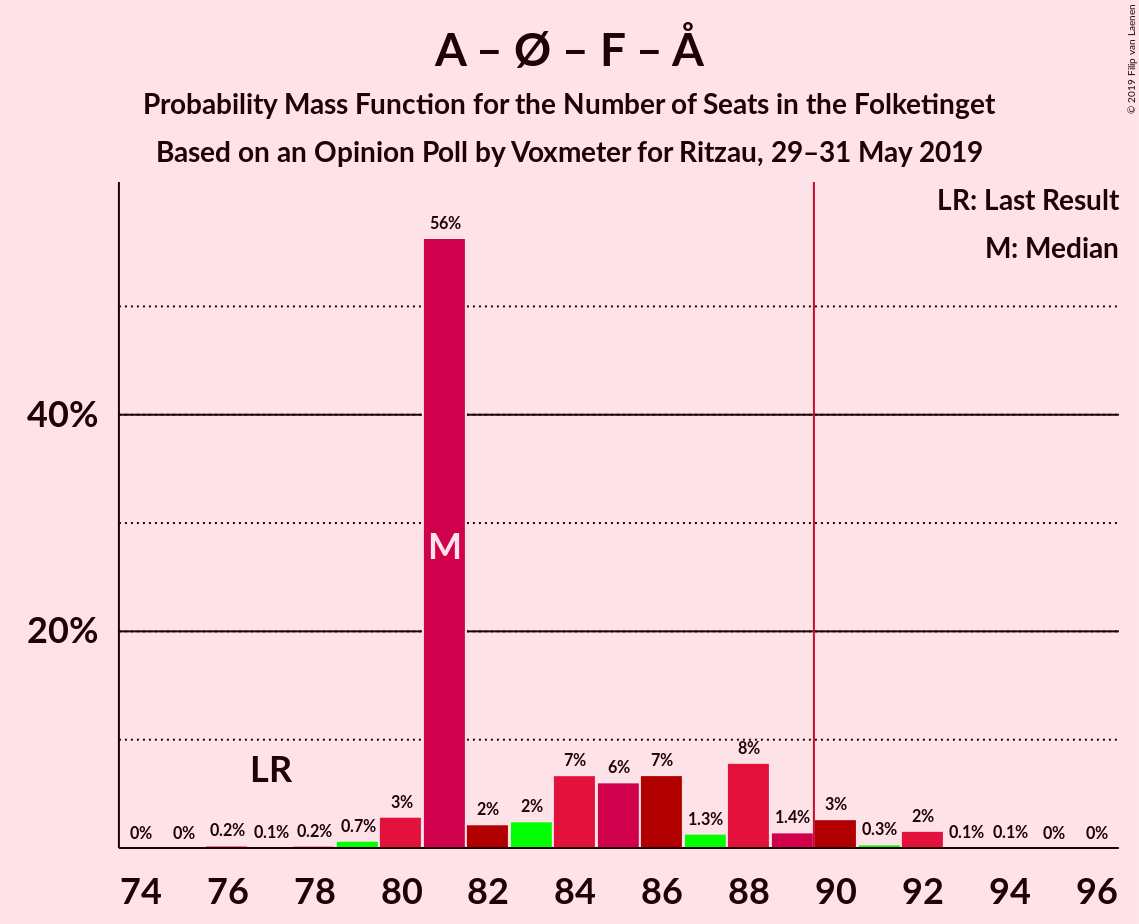 A – Ø – F – Å
Probability Mass Function for the Number of Seats in the Folketinget
Based on an Opinion Poll by Voxmeter for Ritzau, 29–31 May 2019
© 2019 Filip van Laenen
LR: Last Result
M: Median
40%
20%
0%
0%
0.2%
0.1%
0.2%
0.7%
3%
56%
2%
2%
7%
6%
7%
1.3%
8%
1.4%
3%
0.3%
2%
0.1%
0.1%
0%
0%
LR
M
74 76 78 80 82 84 86 88 90 92 94 96